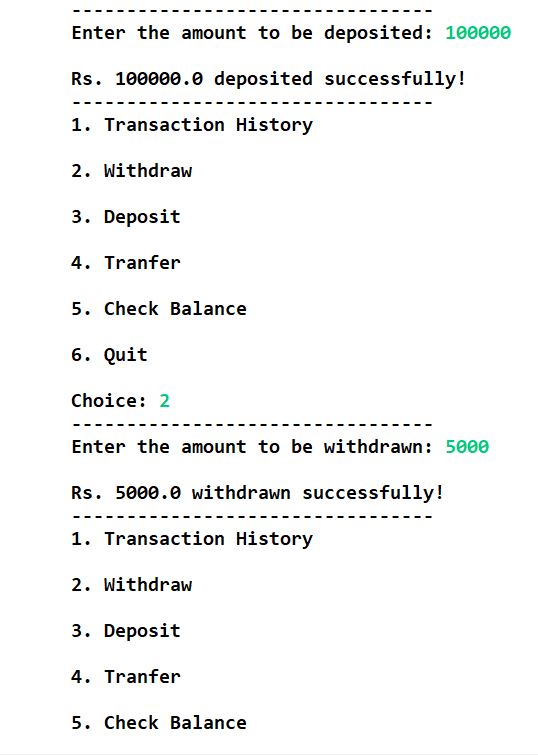 ---------------------------------
Enter the amount to be deposited: 100000
Rs. 100000.0 deposited successfully!
---------------------------------
1. Transaction History
2. Withdraw
3. Deposit
4. Tranfer
5. Check Balance
6. Quit
Choice: 2
---------------------------------
Enter the amount to be withdrawn: 5000
Rs. 5000.0 withdrawn successfully!
---------------------------------
1. Transaction History
2. Withdraw
3. Deposit
4. Tranfer
5. Check Balance